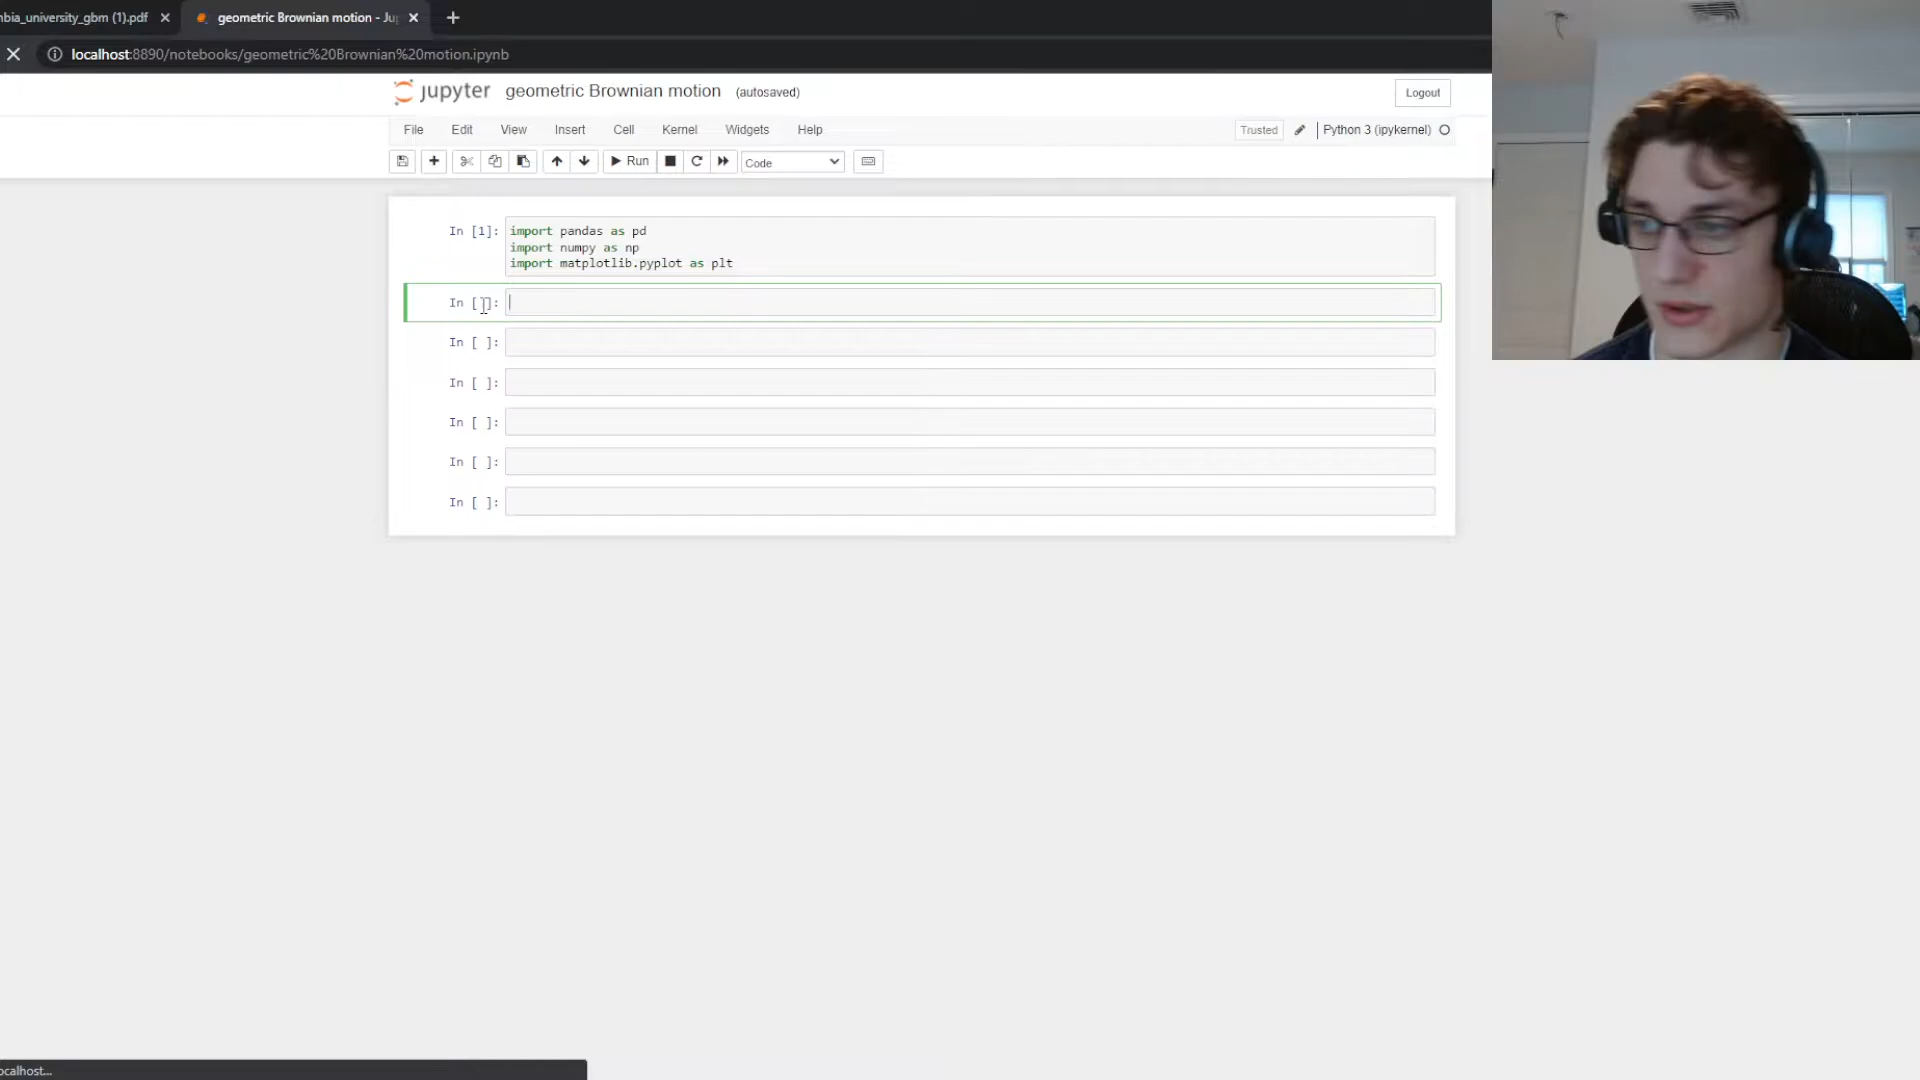 mbia_university_gbm (1).pdf
geometric Brownian motion - Ju
localhost:8890/notebooks/geometric%20Brownian%20motion.ipynb
jupyter geometric Brownian motion (autosaved)
Logout
File Edit View Insert Cell Kernel Widgets Help
Trusted Python 3 (ipykernel)
Run Code
In [1]: import pandas as pd
import numpy as np
import matplotlib.pyplot as plt
In [ ]:
In [ ]:
In [ ]:
In [ ]:
In [ ]:
In [ ]:
ocalhost...